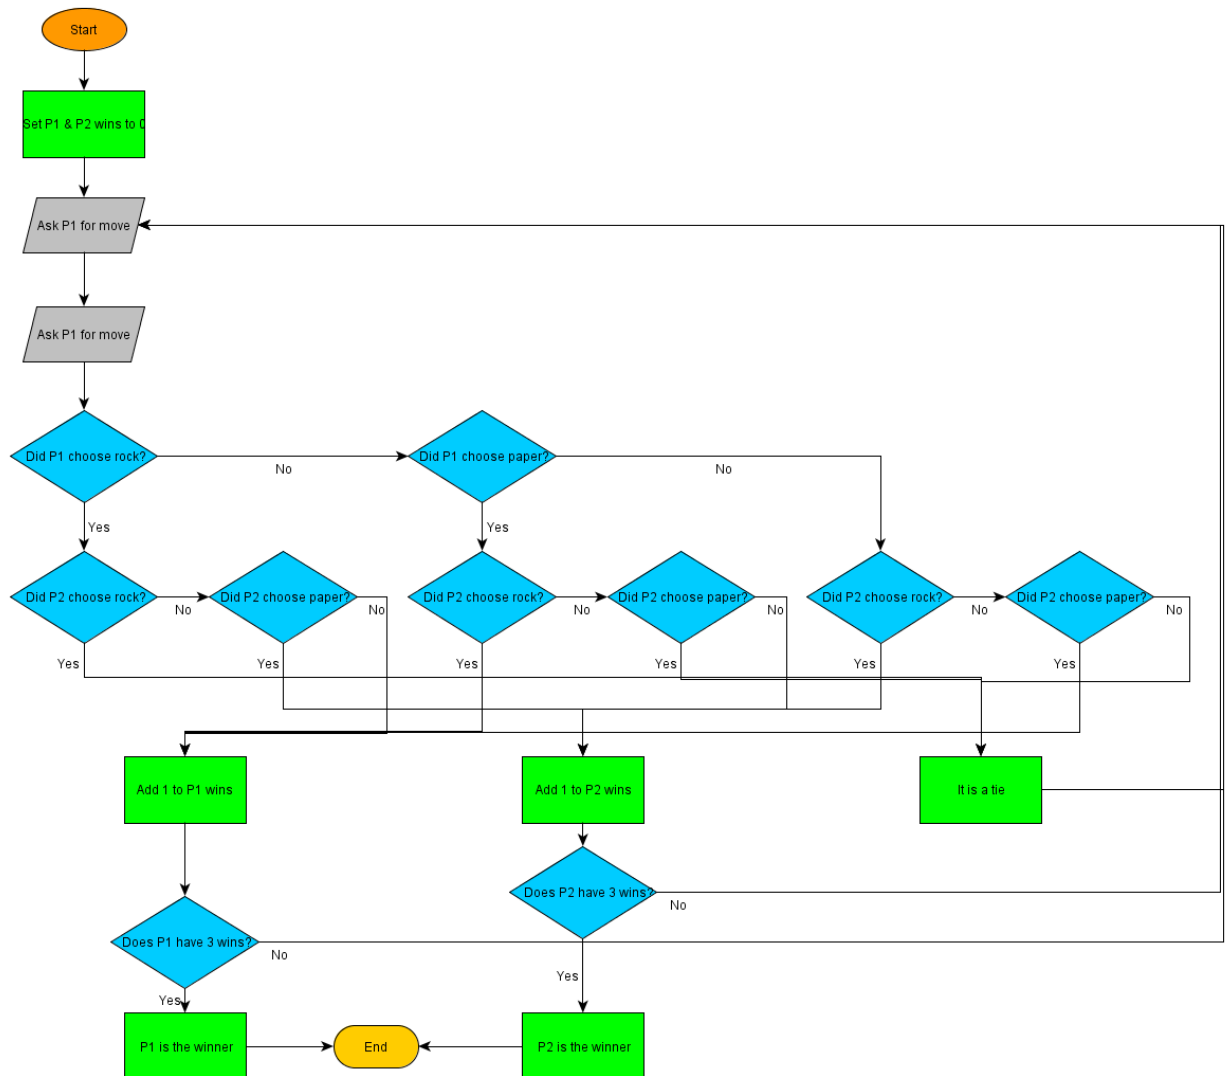 Start
Set P1 & P2 wins to 0
Ask P1 for move
Ask P1 for move
Did P1 choose rock?
No
Did P1 choose paper?
No
Yes
Yes
Did P2 choose rock?
No
Did P2 choose paper?
No
Did P2 choose rock?
No
Did P2 choose paper?
No
Did P2 choose rock?
No
Did P2 choose paper?
No
Yes
Yes
Yes
Yes
Yes
Yes
Add 1 to P1 wins
Add 1 to P2 wins
It is a tie
Does P2 have 3 wins?
No
Does P1 have 3 wins?
No
Yes
Yes
P1 is the winner
End
P2 is the winner